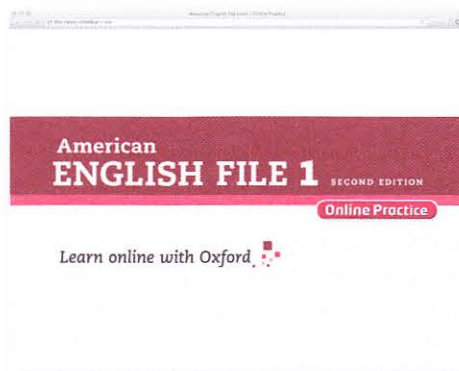 American
ENGLISH FILE 1 SECOND EDITION
Online Practice
Learn online with Oxford